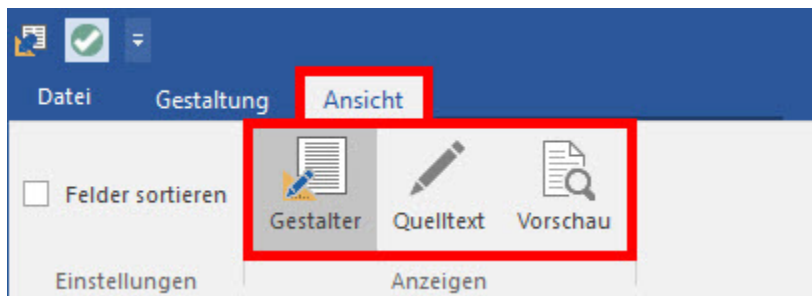 Datei Gestaltung Ansicht
Felder sortieren
Gestalter Quelltext Vorschau
Einstellungen Anzeigen